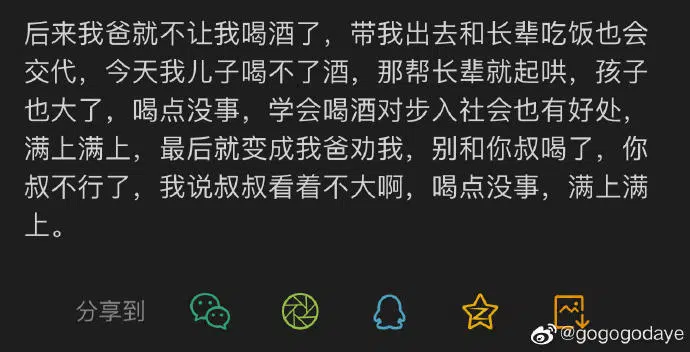 后来我爸就不让我喝酒了，带我出去和长辈吃饭也会
交代，今天我儿子喝不了酒，那帮长辈就起哄，孩子
也大了，喝点没事，学会喝酒对步入社会也有好处，
满上满上，最后就变成我爸劝我，别和你叔喝了，你
叔不行了，我说叔叔看着不大啊，喝点没事，满上满
上。
分享到
@gogogodaye